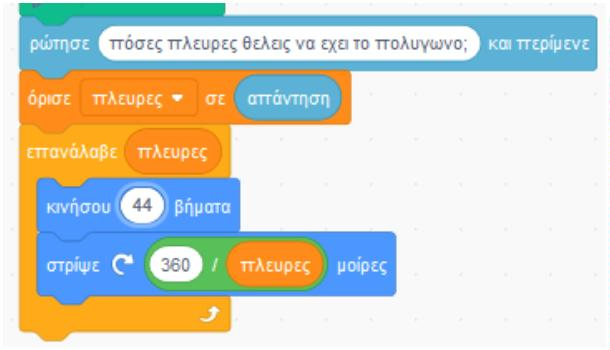 ρώτησε πόσες πλευρες θελεις να εχει το πολυγωνο; και περίμενε
όρισε πλευρες σε απάντηση
επανάλαβε πλευρες
κινήσου 44 βήματα
στρίψε 360 / πλευρες μοίρες